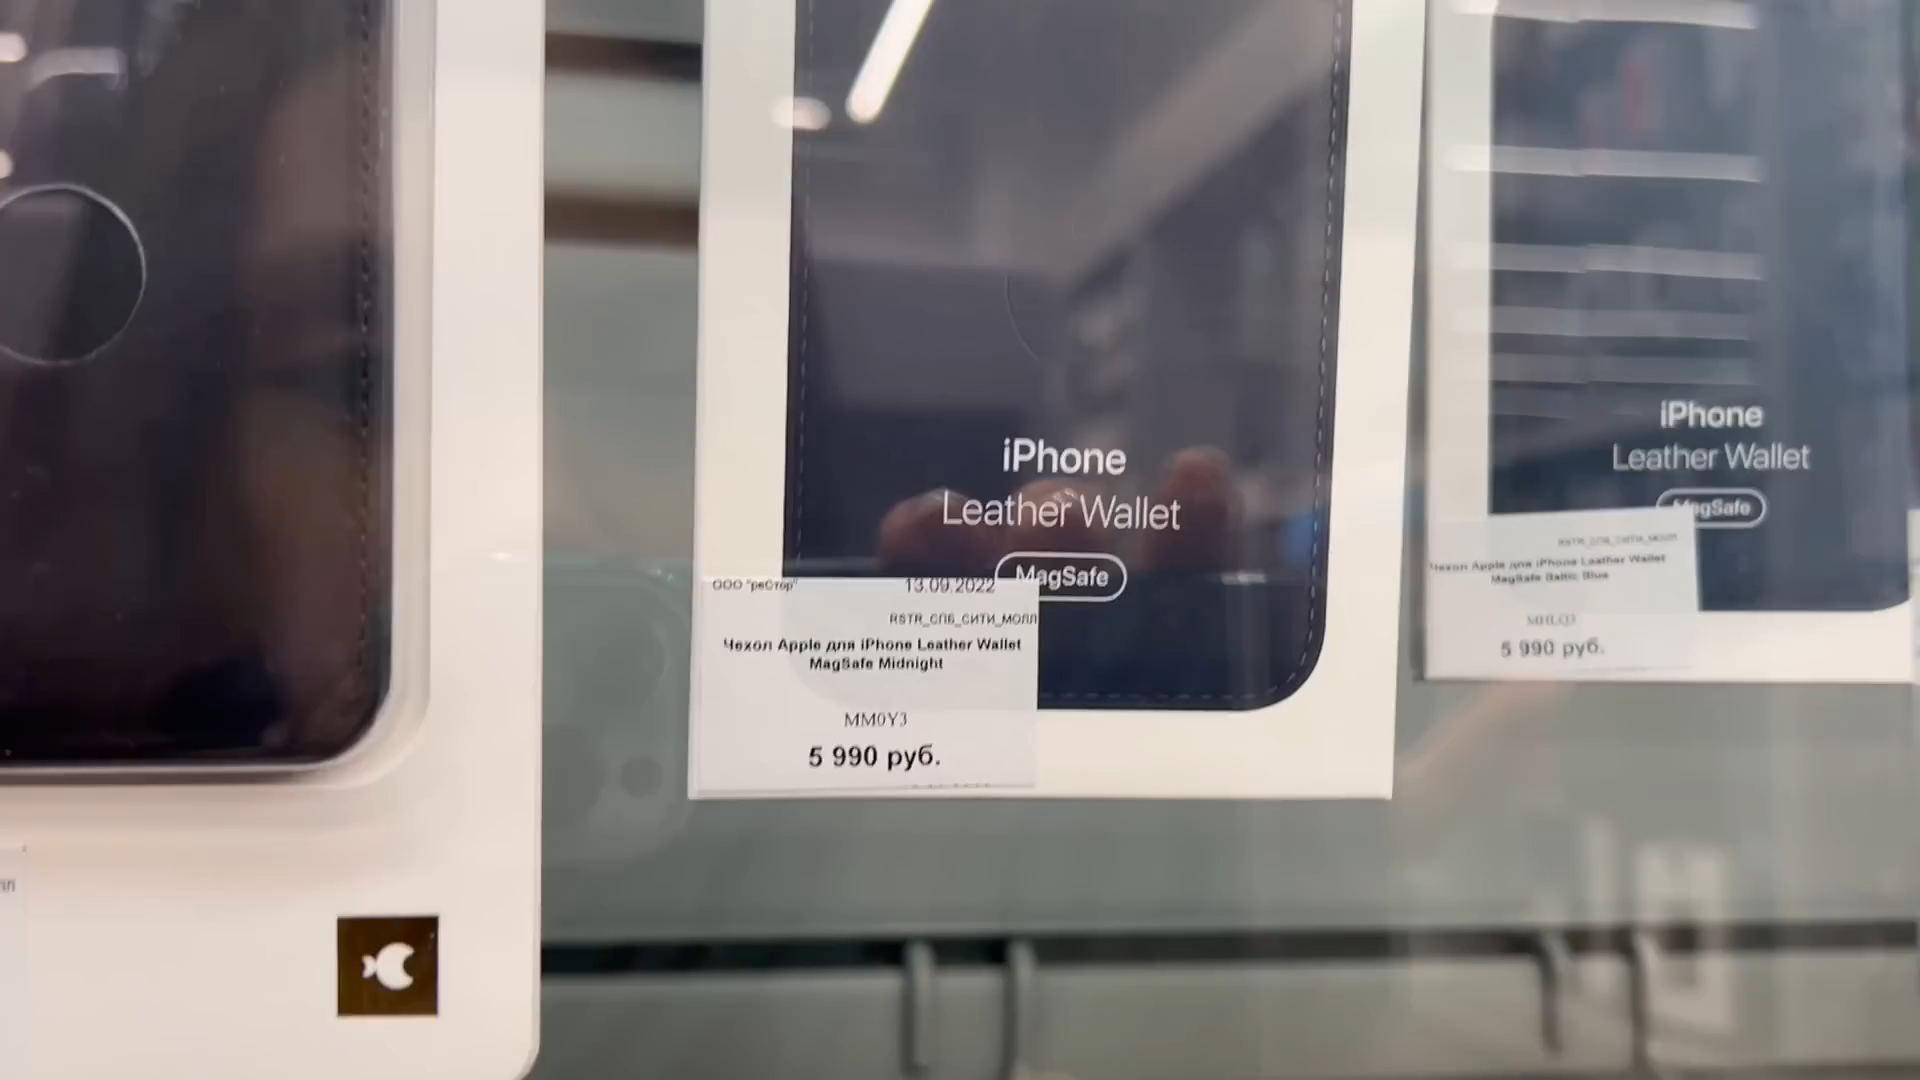 iPhone
Leather Wallet
MagSafe
ООО "реСтор" 13.09.2022
RSTR_СПБ_СИТИ_МОЛЛ
Чехол Apple для iPhone Leather Wallet
MagSafe Midnight
MM0Y3
5 990 руб.
iPhone
Leather Wallet
MagSafe
RSTR_СПБ_СИТИ_МОЛЛ
Чехол Apple для iPhone Leather Wallet
MagSafe Baltic Blue
MHLQ3
5 990 руб.